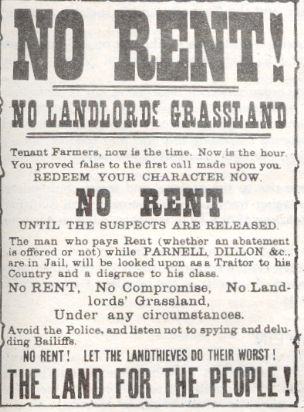 NO RENT!
NO LANDLORDS GRASSLAND
Tenant Farmers, now is the time. Now is the hour.
You proved false to the first call made upon you.
REDEEM YOUR CHARACTER NOW.
NO RENT
UNTIL THE SUSPECTS ARE RELEASED.
The man who pays Rent (whether an abatement
is offered or not) while PARNELL, DILLON &c.,
are in Jail, will be looked upon as a Traitor to his
Country and a disgrace to his class.
No RENT, No Compromise, No Land-
lords' Grassland,
Under any circumstances.
Avoid the Police, and listen not to spying and delu-
ding Bailiffs.
NO RENT! LET THE LANDTHIEVES DO THEIR WORST!
THE LAND FOR THE PEOPLE!